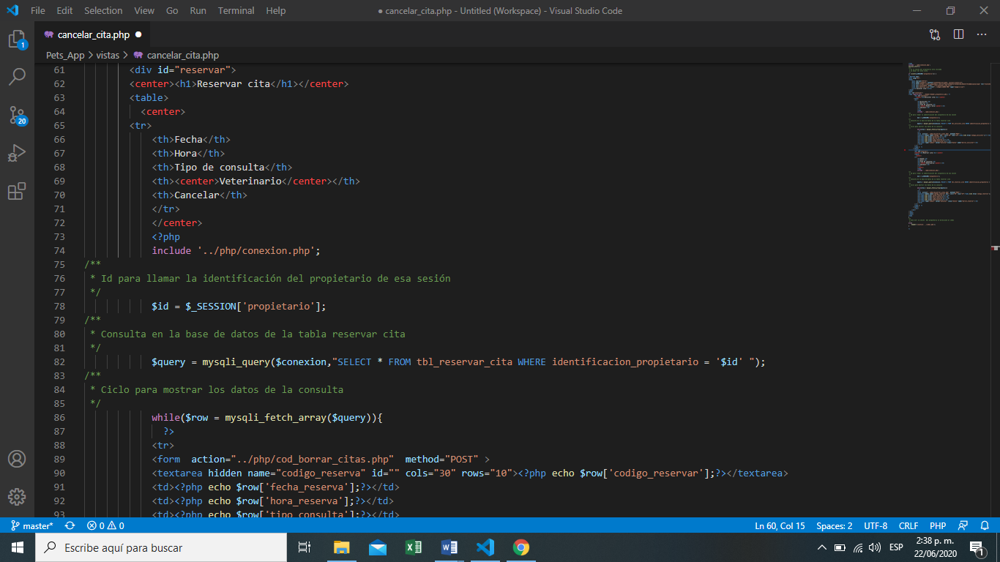 File Edit Selection View Go Run Terminal Help ● cancelar_cita.php - Untitled (Workspace) - Visual Studio Code
cancelar_cita.php ●
Pets_App > vistas > cancelar_cita.php
61 <div id="reservar">
62 <center><h1>Reservar cita</h1></center>
63 <table>
64 <center>
65 <tr>
66 <th>Fecha</th>
67 <th>Hora</th>
68 <th>Tipo de consulta</th>
69 <th><center>Veterinario</center></th>
70 <th>Cancelar</th>
71 </tr>
72 </center>
73 <?php
74 include '../php/conexion.php';
75 /**
76 * Id para llamar la identificación del propietario de esa sesión
77 */
78 $id = $_SESSION['propietario'];
79 /**
80 * Consulta en la base de datos de la tabla reservar cita
81 */
82 $query = mysqli_query($conexion,"SELECT * FROM tbl_reservar_cita WHERE identificacion_propietario = '$id' ");
83 /**
84 * Ciclo para mostrar los datos de la consulta
85 */
86 while($row = mysqli_fetch_array($query)){
87 ?>
88 <tr>
89 <form  action="../php/cod_borrar_citas.php"  method="POST" >
90 <textarea hidden name="codigo_reserva" id="" cols="30" rows="10"><?php echo $row['codigo_reservar'];?></textarea>
91 <td><?php echo $row['fecha_reserva'];?></td>
92 <td><?php echo $row['hora_reserva'];?></td>
93 <td><?php echo $row['tipo_consulta'];?></td>
1
20
master* 0 0 Ln 60, Col 15 Spaces: 2 UTF-8 CRLF PHP
Escribe aquí para buscar
ESP
2:38 p. m.
22/06/2020
1